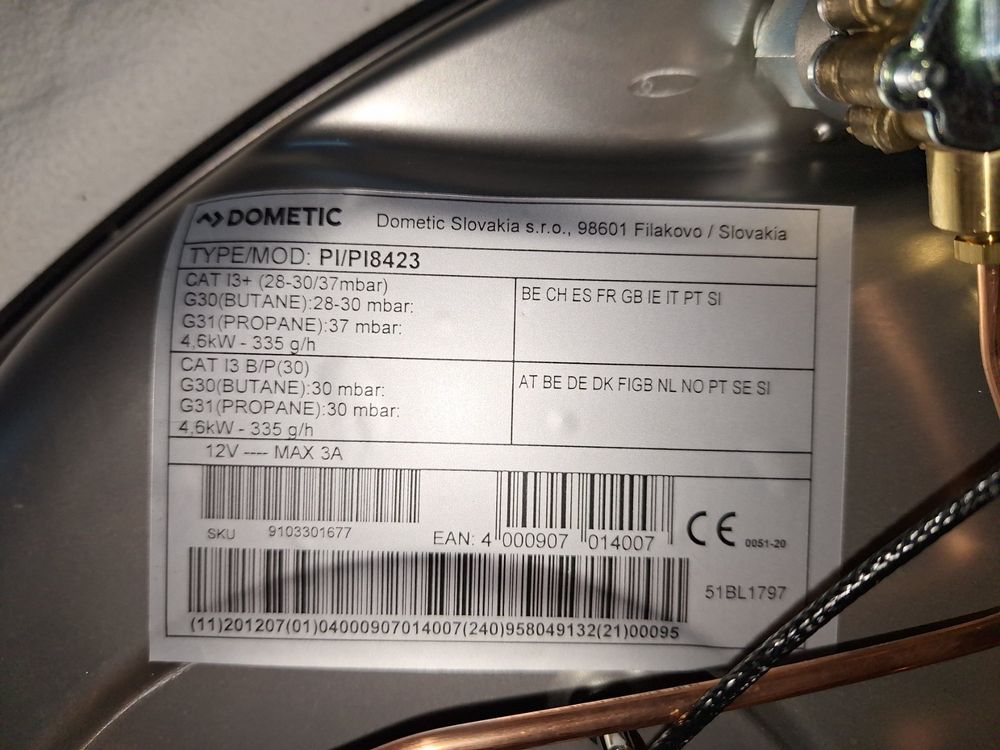 DOMETIC Dometic Slovakia s.r.o., 98601 Filakovo / Slovakia
TYPE/MOD: PI/PI8423
CAT I3+ (28-30/37mbar)
G30(BUTANE):28-30 mbar:
G31(PROPANE):37 mbar:
4,6kW - 335 g/h
BE CH ES FR GB IE IT PT SI
CAT I3 B/P(30)
G30(BUTANE):30 mbar:
G31(PROPANE):30 mbar:
4,6kW - 335 g/h
AT BE DE DK FIGB NL NO PT SE SI
12V ---- MAX 3A
SKU 9103301677
EAN: 4 000907 014007
CE 0051-20
51BL1797
(11)201207(01)04000907014007(240)958049132(21)00095